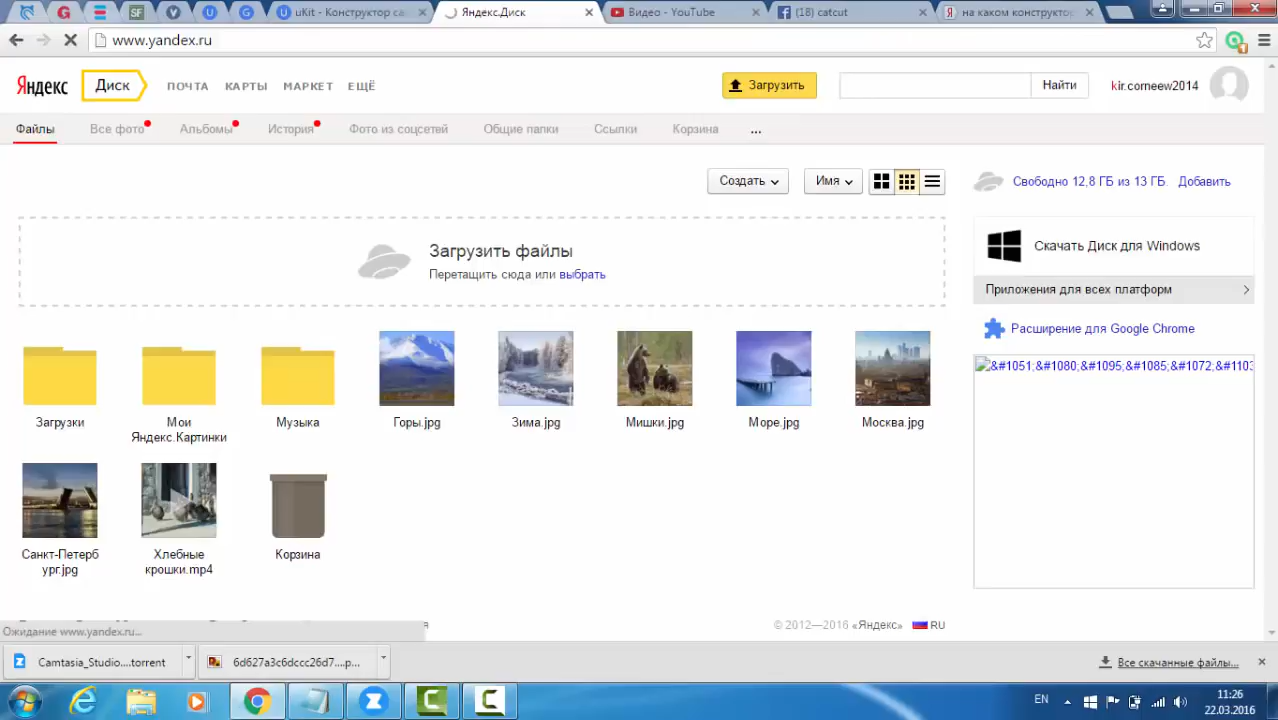 uKit - Конструктор са
Яндекс.Диск
Видео - YouTube
(18) catcut
на каком конструктор
www.yandex.ru
Яндекс Диск ПОЧТА КАРТЫ МАРКЕТ ЕЩЁ Загрузить Найти kir.corneew2014
Файлы Все фото Альбомы История Фото из соцсетей Общие папки Ссылки Корзина ...
Создать Имя Свободно 12,8 ГБ из 13 ГБ. Добавить
Загрузить файлы
Перетащить сюда или выбрать
Скачать Диск для Windows
Приложения для всех платформ
Расширение для Google Chrome
&#1051;&#1080;&#1095;&#1085;&#1072;&#1103
Загрузки
Мои
Яндекс.Картинки
Музыка
Горы.jpg
Зима.jpg
Мишки.jpg
Море.jpg
Москва.jpg
Санкт-Петерб
ург.jpg
Хлебные
крошки.mp4
Корзина
© 2012—2016 «Яндекс» RU
Ожидание www.yandex.ru...
Camtasia_Studio....torrent
6d627a3c6dccc26d7....p...
Все скачанные файлы...
EN
11:26
22.03.2016